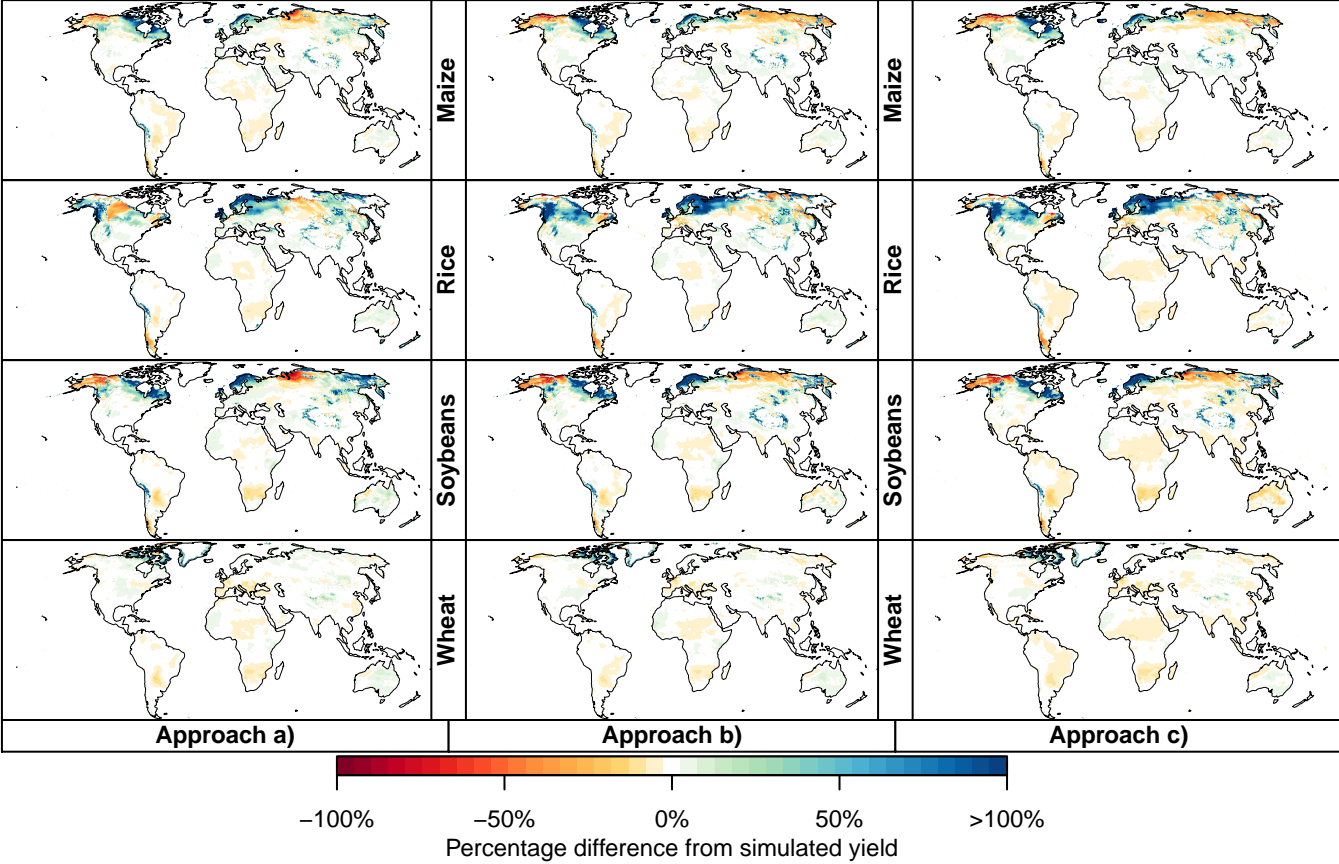 Maize
Maize
Rice
Rice
Soybeans
Soybeans
Wheat
Wheat
Approach a)
Approach b)
Approach c)
−100%
−50%
0%
50%
>100%
Percentage difference from simulated yield